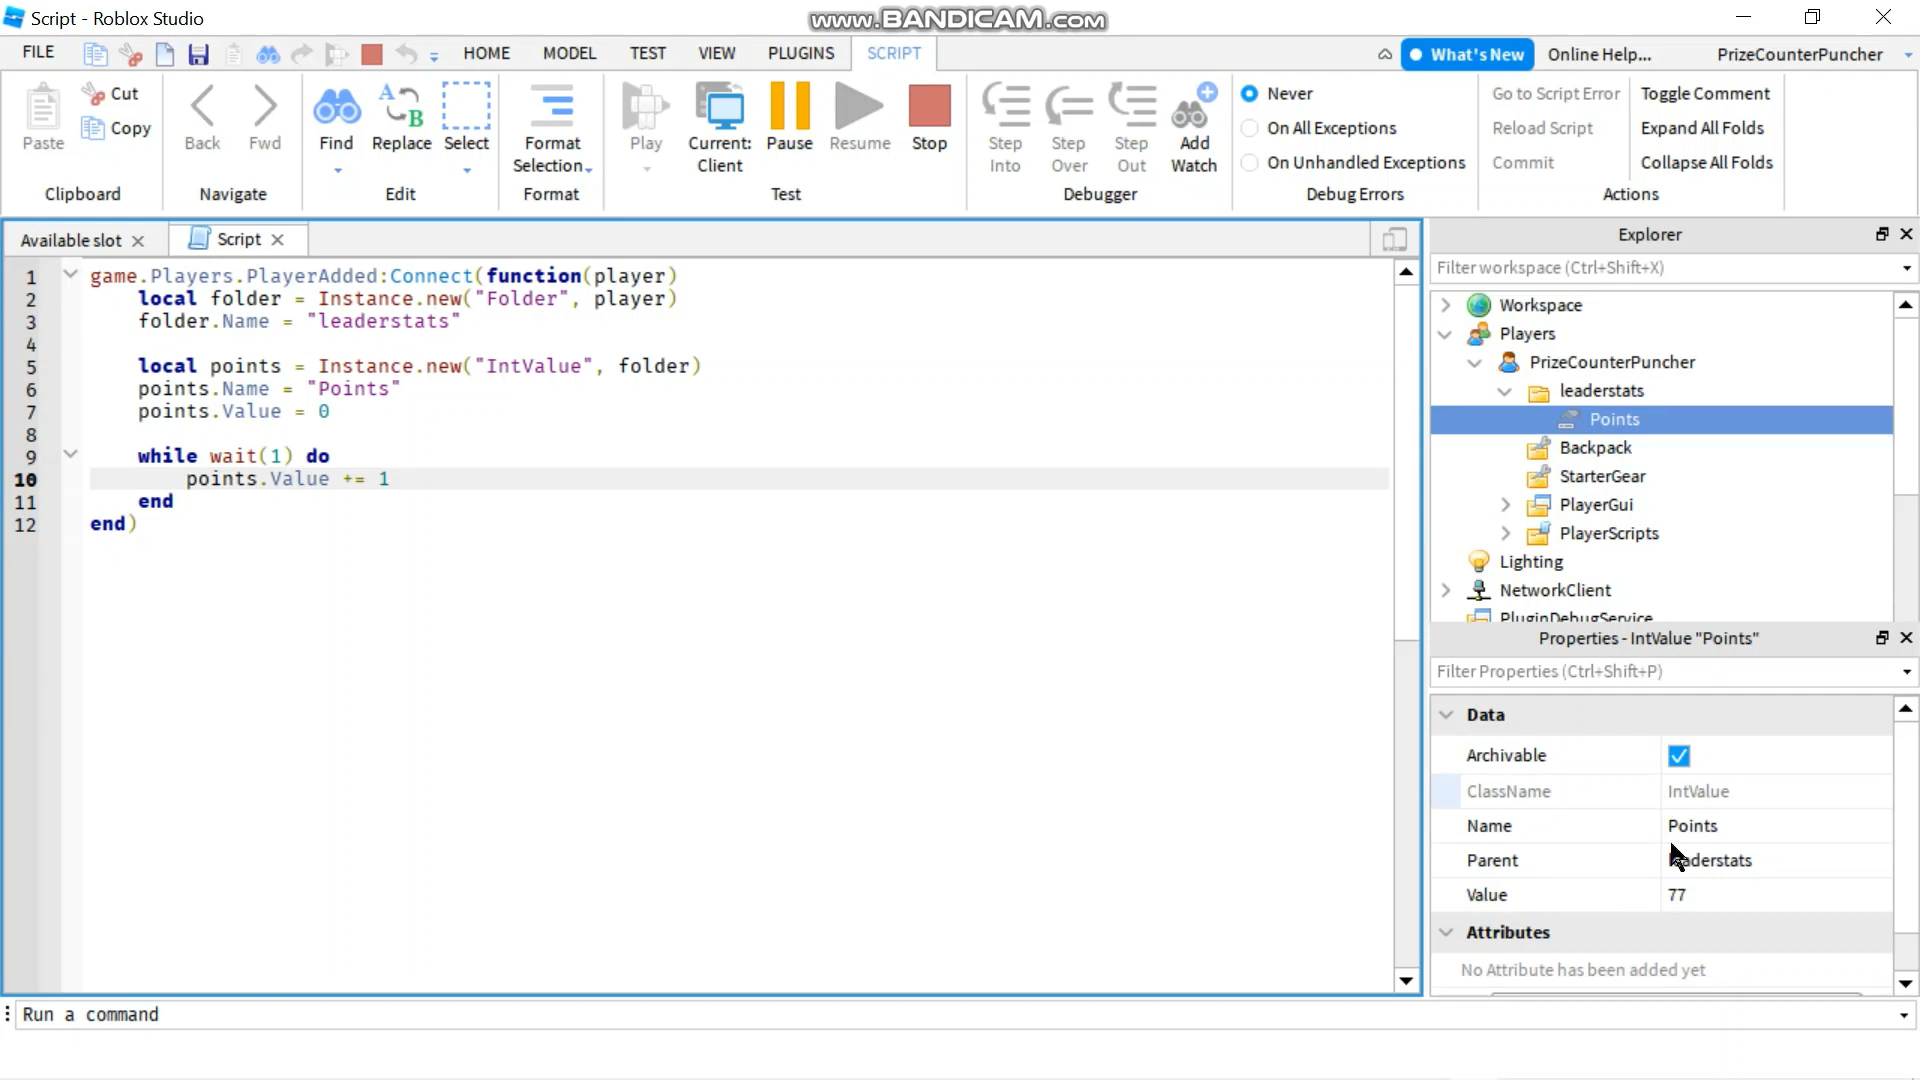 Script - Roblox Studio
www.BANDICAM.com
FILE
HOME
MODEL
TEST
VIEW
PLUGINS
SCRIPT
What's New
Online Help...
PrizeCounterPuncher
Paste
Cut
Copy
Clipboard
Back
Fwd
Navigate
Find
Replace
Select
Edit
Format
Selection
Format
Play
Current:
Client
Pause
Resume
Stop
Test
Step
Into
Step
Over
Step
Out
Add
Watch
Debugger
Never
On All Exceptions
On Unhandled Exceptions
Debug Errors
Go to Script Error
Reload Script
Commit
Toggle Comment
Expand All Folds
Collapse All Folds
Actions
Available slot
Script
1 game.Players.PlayerAdded:Connect(function(player)
2 local folder = Instance.new("Folder", player)
3 folder.Name = "leaderstats"
4
5 local points = Instance.new("IntValue", folder)
6 points.Name = "Points"
7 points.Value = 0
8
9 while wait(1) do
10 points.Value += 1
11 end
12 end)
Explorer
Filter workspace (Ctrl+Shift+X)
Workspace
Players
PrizeCounterPuncher
leaderstats
Points
Backpack
StarterGear
PlayerGui
PlayerScripts
Lighting
NetworkClient
PluginDebugService
Properties - IntValue "Points"
Filter Properties (Ctrl+Shift+P)
Data
Archivable
ClassName IntValue
Name Points
Parent leaderstats
Value 77
Attributes
No Attribute has been added yet
Run a command